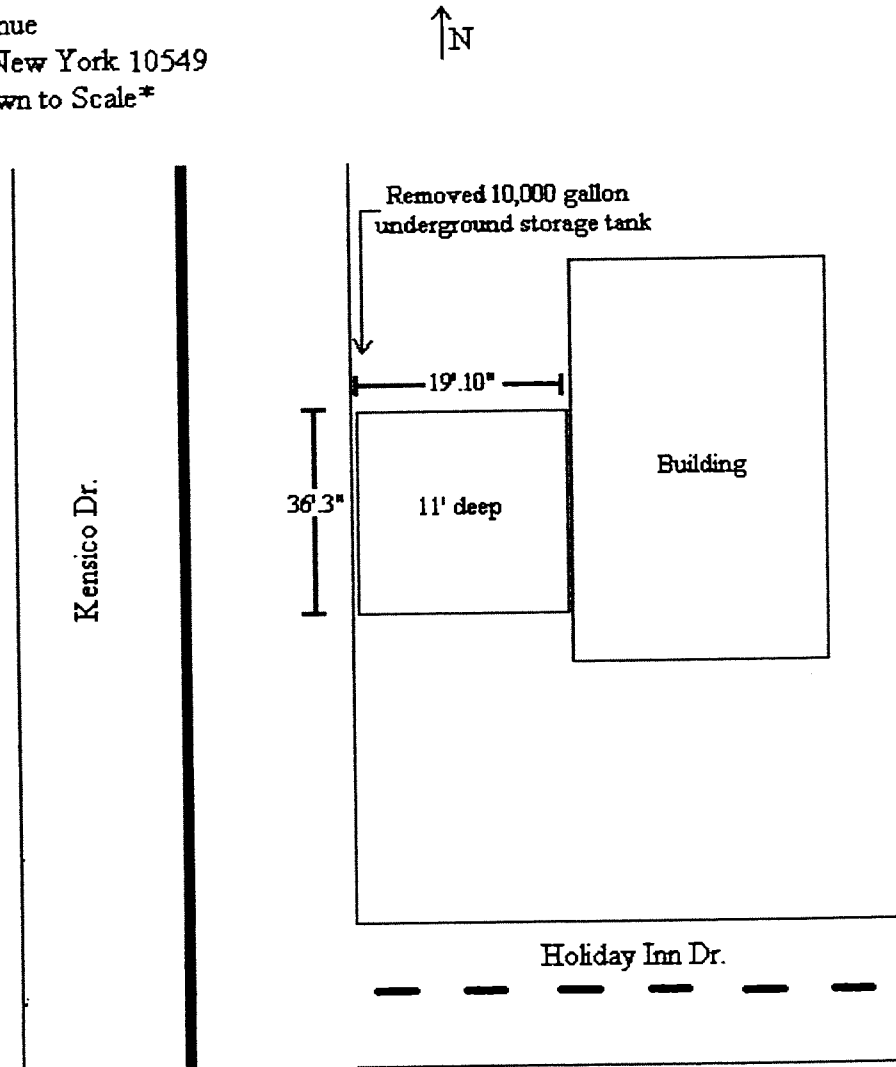 nue
New York 10549
wn to Scale*
N
Removed 10,000 gallon
underground storage tank
19'.10"
Building
36'.3"
11' deep
Kensico Dr.
Holiday Inn Dr.